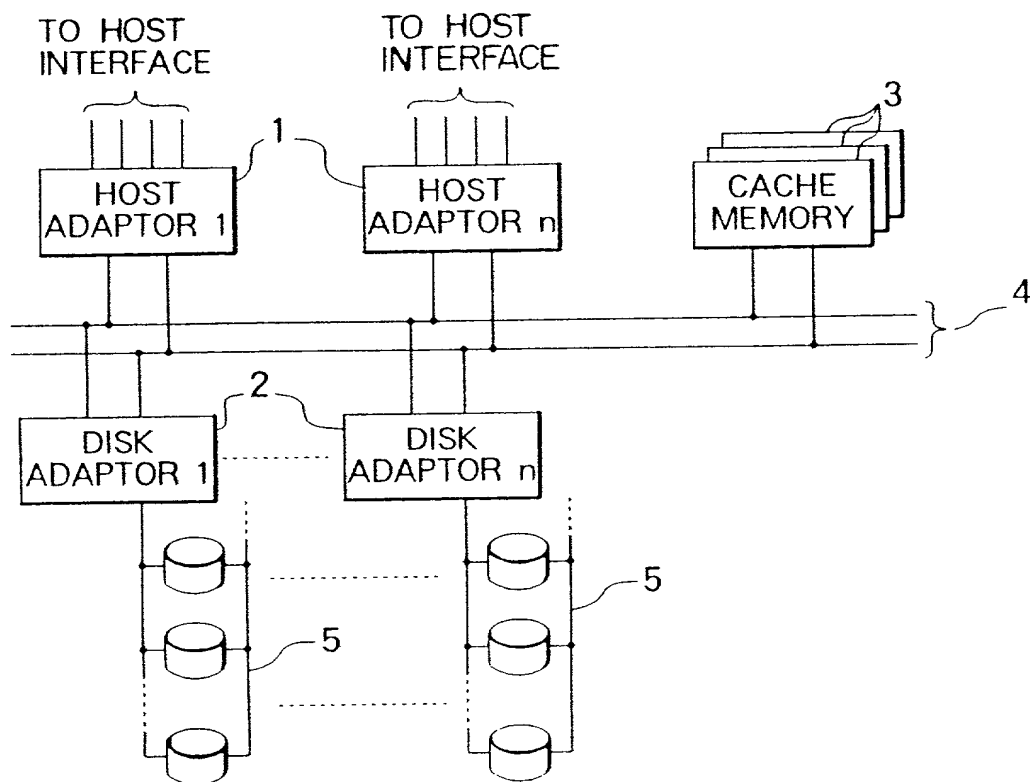 TO HOST
INTERFACE
TO HOST
INTERFACE
1
3
HOST
ADAPTOR 1
HOST
ADAPTOR n
CACHE
MEMORY
4
2
DISK
ADAPTOR 1
DISK
ADAPTOR n
5
5